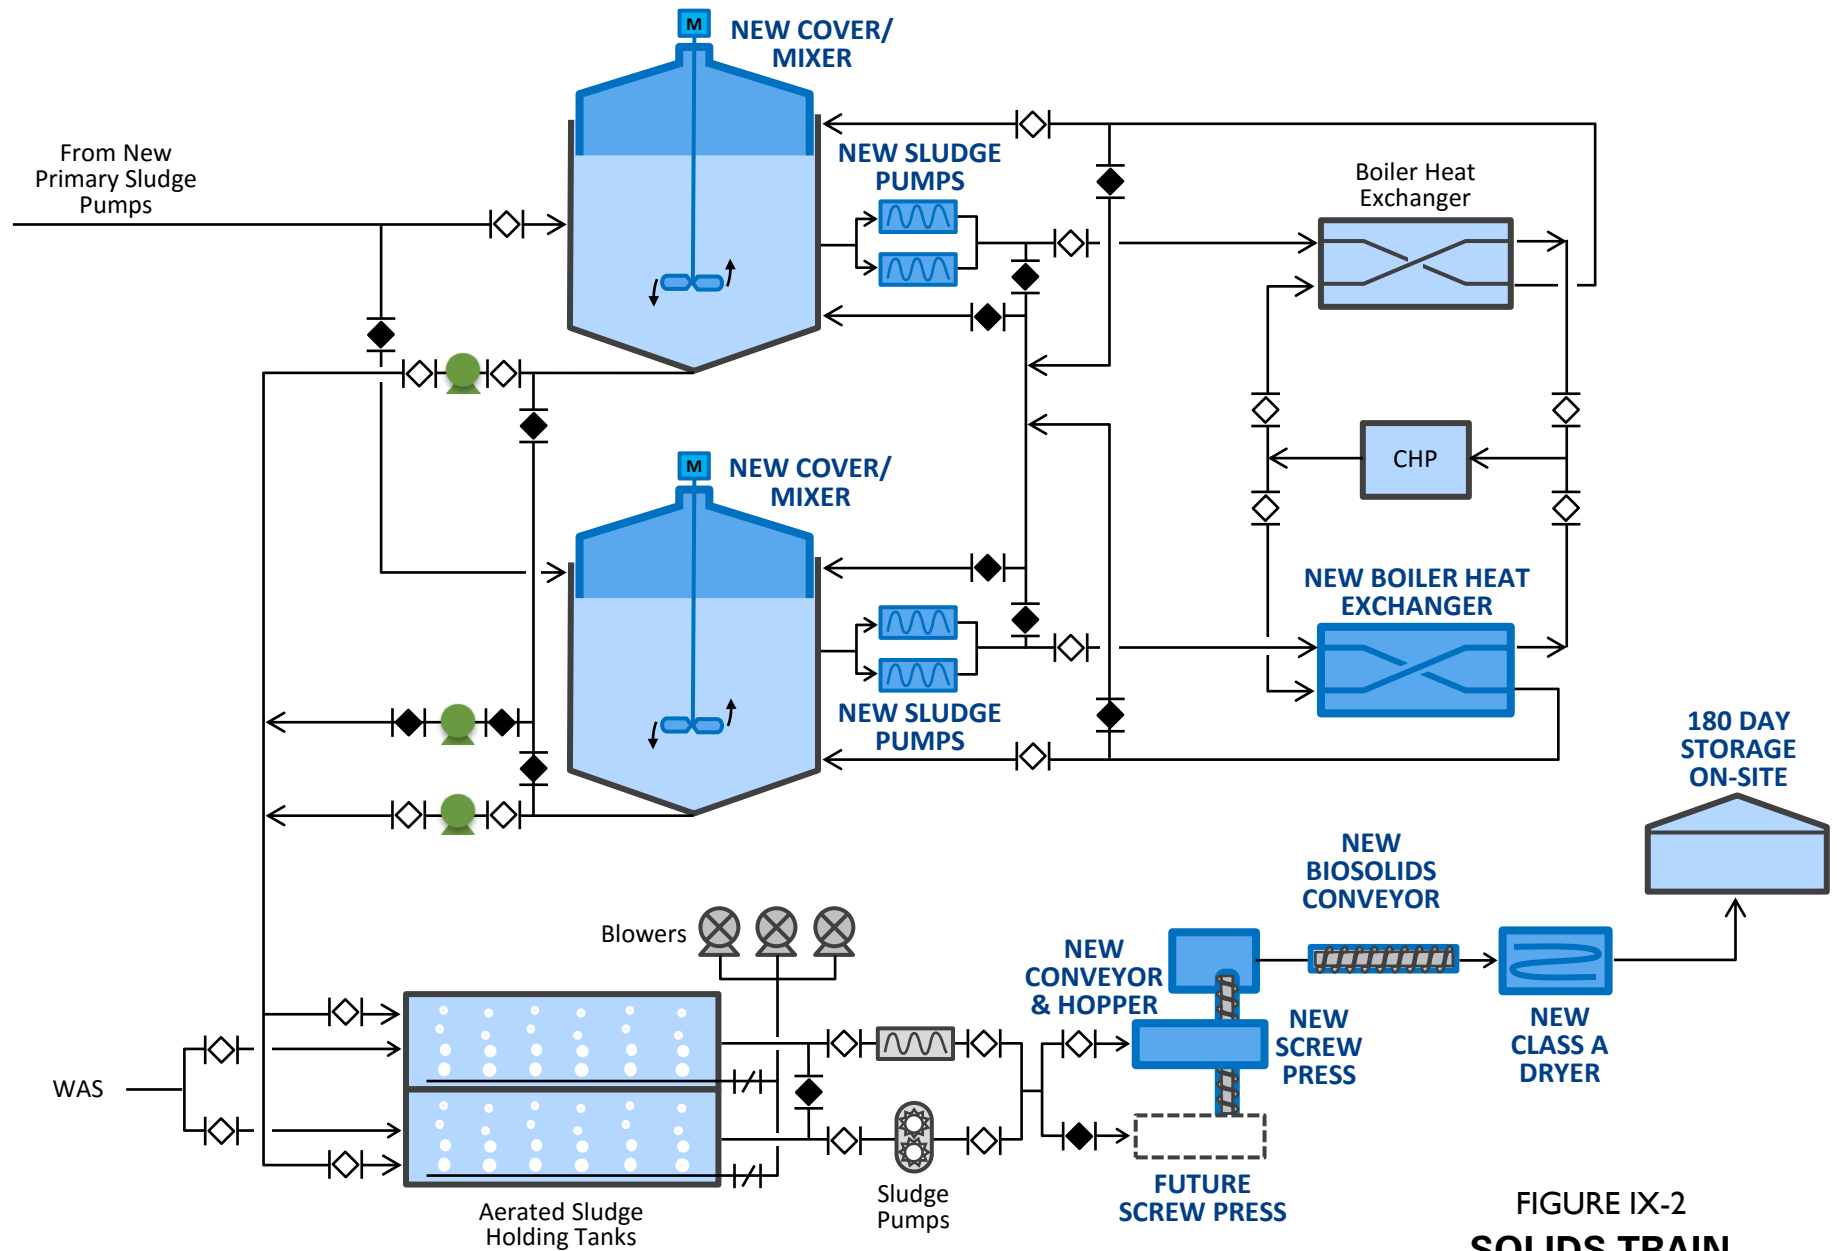 M
NEW COVER/
MIXER
From New
Primary Sludge
Pumps
NEW SLUDGE
PUMPS
Boiler Heat
Exchanger
M
NEW COVER/
MIXER
CHP
NEW BOILER HEAT
EXCHANGER
NEW SLUDGE
PUMPS
180 DAY
STORAGE
ON-SITE
NEW
BIOSOLIDS
CONVEYOR
Blowers
NEW
CONVEYOR
& HOPPER
NEW
SCREW
PRESS
NEW
CLASS A
DRYER
WAS
Aerated Sludge
Holding Tanks
Sludge
Pumps
FUTURE
SCREW PRESS
FIGURE IX-2
SOLIDS TRAIN